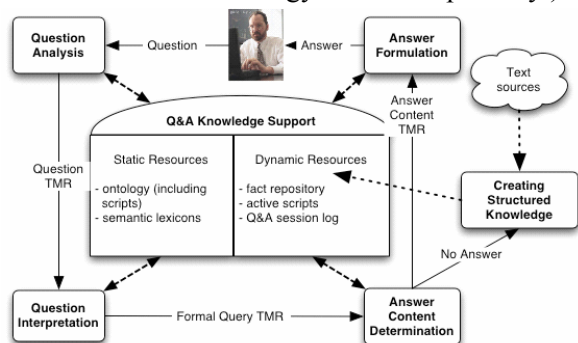 Question
Analysis
Question
Answer
Answer
Formulation
Text
sources
Answer
Content
TMR
Q&A Knowledge Support
Question
TMR
Static Resources
- ontology (including
scripts)
- semantic lexicons
Dynamic Resources
- fact repository
- active scripts
- Q&A session log
Creating
Structured
Knowledge
No Answer
Question
Interpretation
Formal Query TMR
Answer
Content
Determination